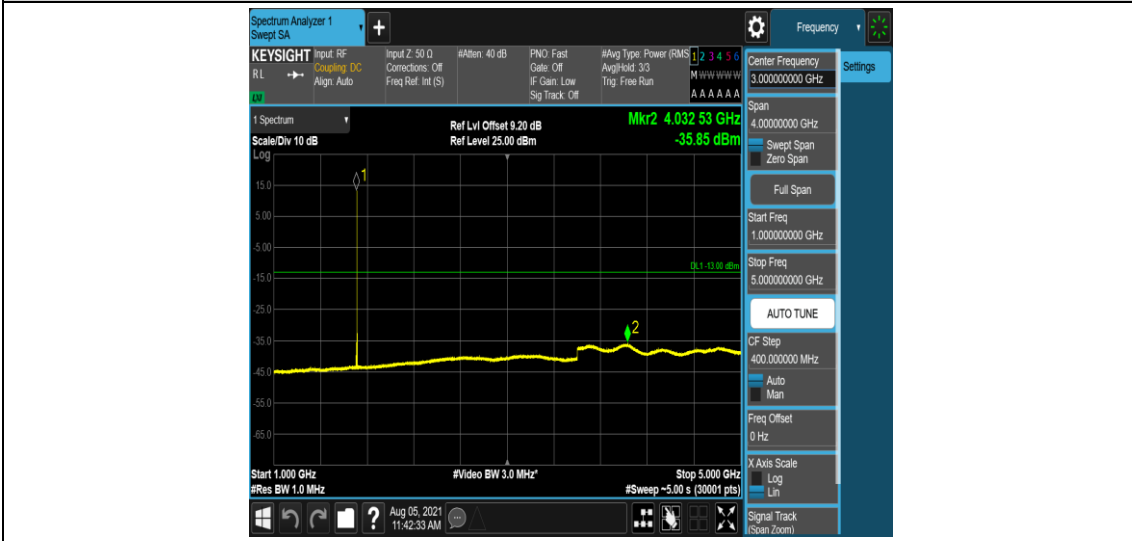 Spectrum Analyzer 1
Swept SA
+
Frequency
KEYSIGHT
RL
Input: RF
Coupling: DC
Align: Auto
Input Z: 50 Ω
Corrections: Off
Freq Ref: Int (S)
#Atten: 40 dB
PNO: Fast
Gate: Off
IF Gain: Low
Sig Track: Off
#Avg Type: Power (RMS
Avg|Hold: 3/3
Trig: Free Run
1 2 3 4 5 6
M W W W W W
A A A A A A
1 Spectrum
Scale/Div 10 dB
Log
Ref Lvl Offset 9.20 dB
Ref Level 25.00 dBm
Mkr2 4.032 53 GHz
-35.85 dBm
15.0
5.00
-5.00
-15.0
-25.0
-35.0
-45.0
-55.0
-65.0
1
DL1 -13.00 dBm
2
Start 1.000 GHz
#Res BW 1.0 MHz
#Video BW 3.0 MHz*
Stop 5.000 GHz
#Sweep ~5.00 s (30001 pts)
?
Aug 05, 2021
11:42:33 AM
Center Frequency
3.000000000 GHz
Span
4.00000000 GHz
Swept Span
Zero Span
Full Span
Start Freq
1.000000000 GHz
Stop Freq
5.000000000 GHz
AUTO TUNE
CF Step
400.000000 MHz
Auto
Man
Freq Offset
0 Hz
X Axis Scale
Log
Lin
Signal Track
(Span Zoom)
Settings